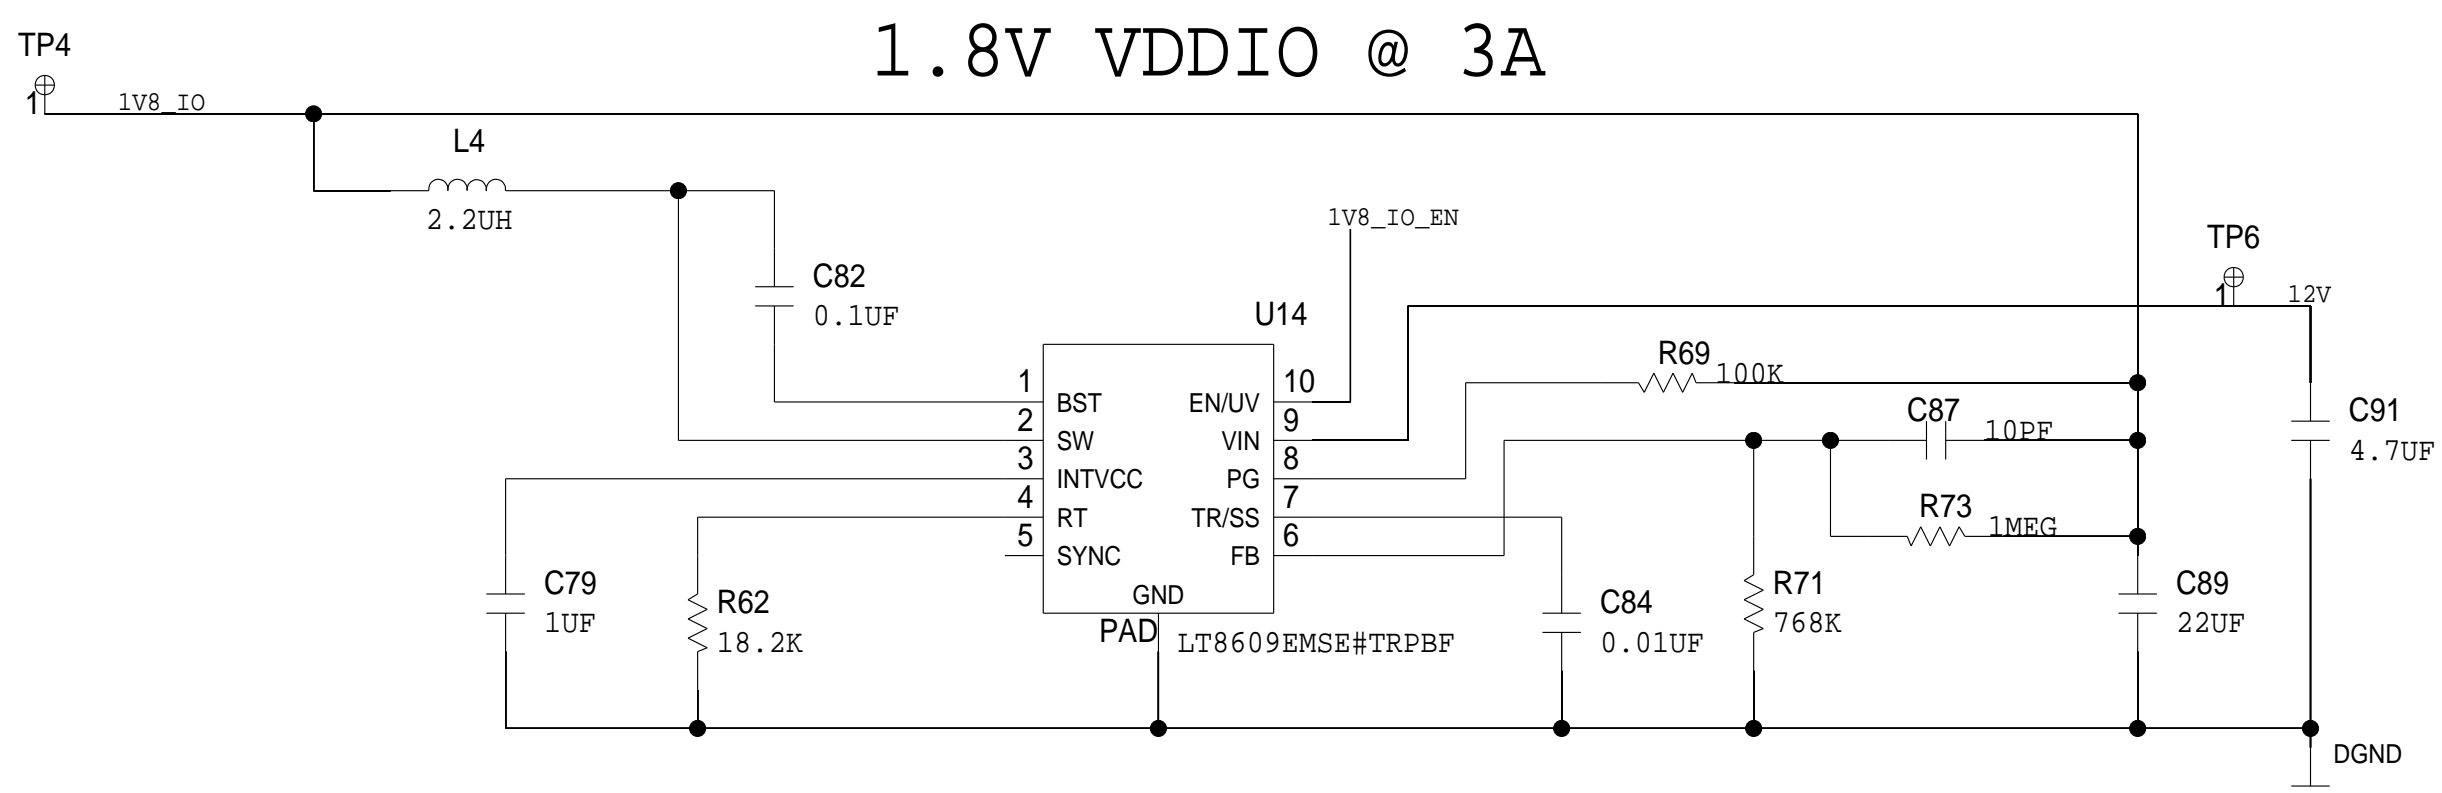 1.8V VDDIO @ 3A
TP4
1
1V8_IO
L4
2.2UH
1V8_IO_EN
TP6
1
12V
C82
0.1UF
U14
R69
100K
1
BST
2
SW
3
INTVCC
4
RT
5
SYNC
10
EN/UV
9
VIN
8
PG
7
TR/SS
6
FB
GND
PAD
LT8609EMSE#TRPBF
C87
10PF
C91
4.7UF
R73
1MEG
C79
1UF
R62
18.2K
C84
0.01UF
R71
768K
C89
22UF
DGND